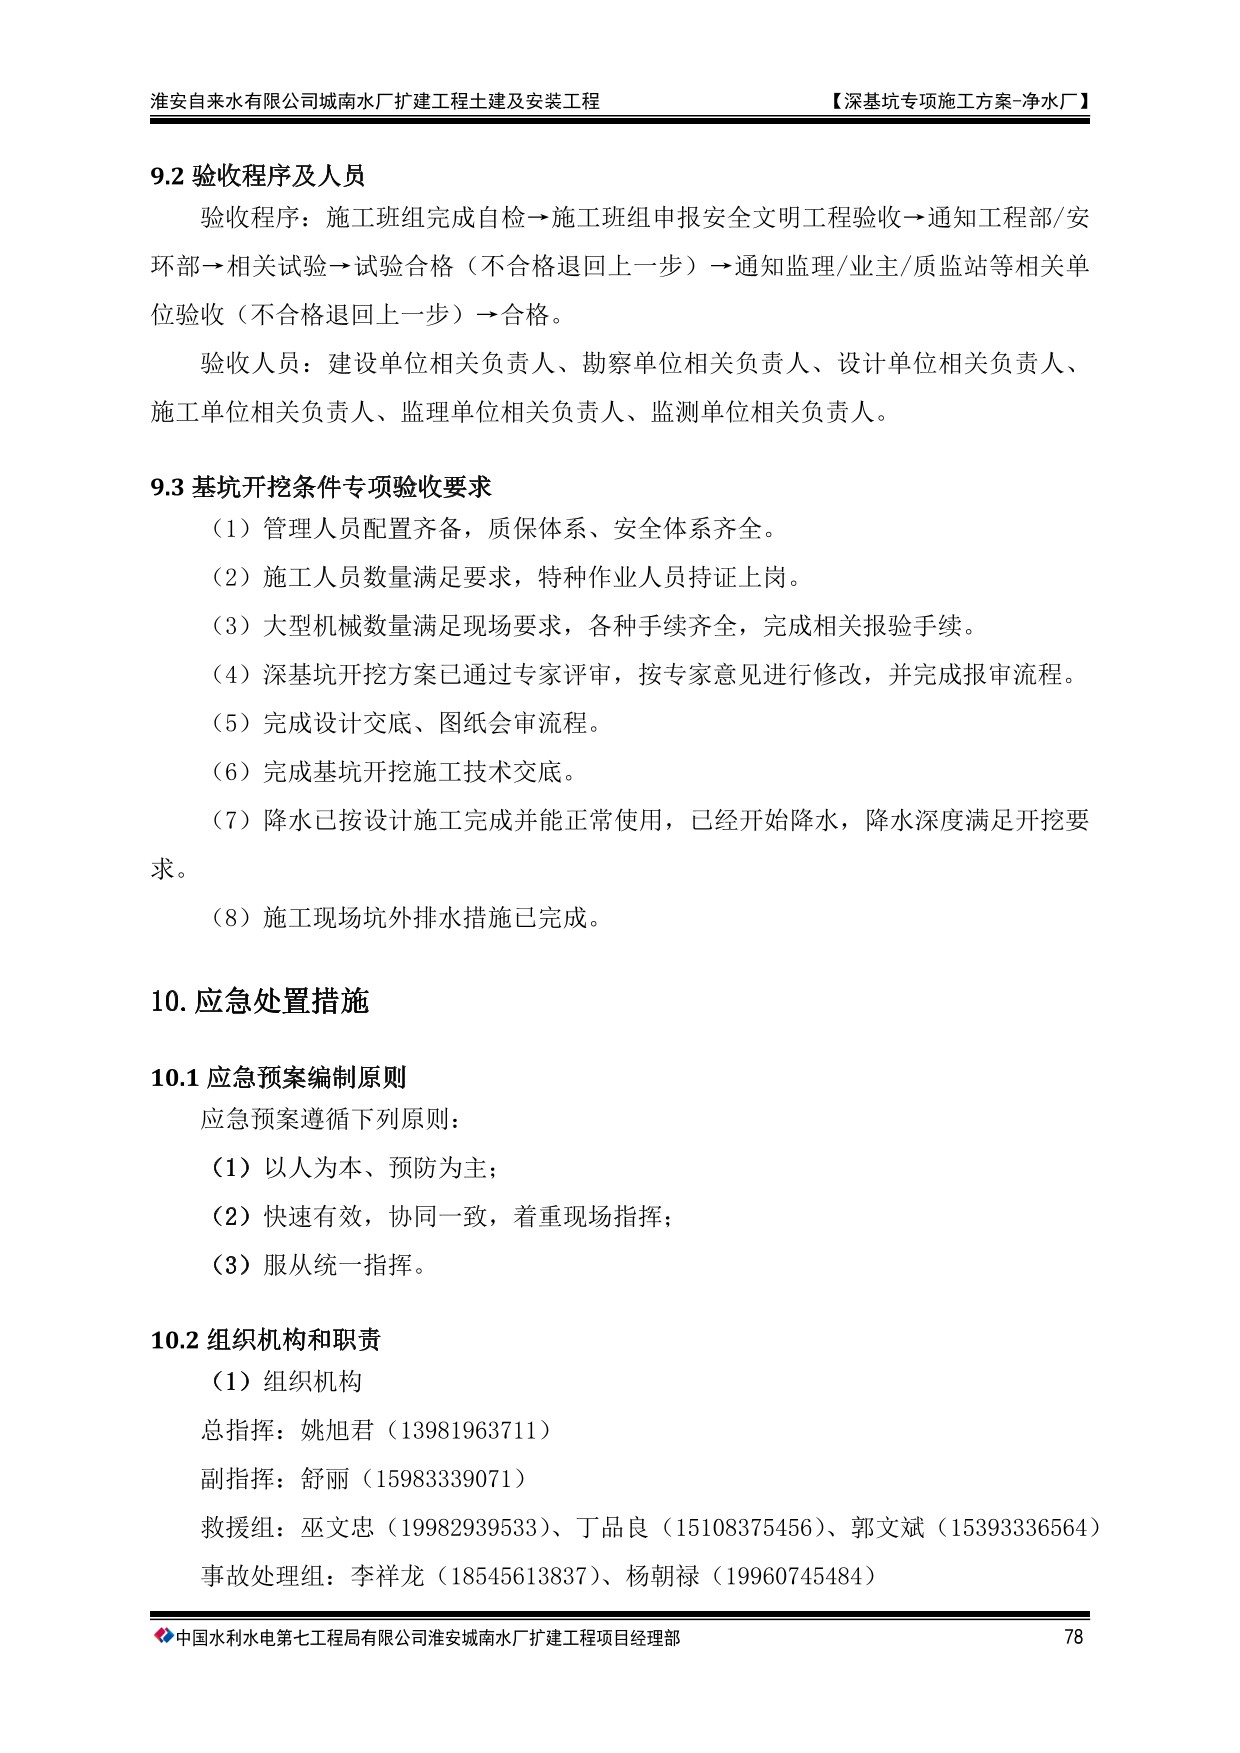 淮安自来水有限公司城南水厂扩建工程土建及安装工程 【深基坑专项施工方案-净水厂】
9.2 验收程序及人员
验收程序：施工班组完成自检→施工班组申报安全文明工程验收→通知工程部/安
环部→相关试验→试验合格（不合格退回上一步）→通知监理/业主/质监站等相关单
位验收（不合格退回上一步）→合格。
验收人员：建设单位相关负责人、勘察单位相关负责人、设计单位相关负责人、
施工单位相关负责人、监理单位相关负责人、监测单位相关负责人。
9.3 基坑开挖条件专项验收要求
（1）管理人员配置齐备，质保体系、安全体系齐全。
（2）施工人员数量满足要求，特种作业人员持证上岗。
（3）大型机械数量满足现场要求，各种手续齐全，完成相关报验手续。
（4）深基坑开挖方案已通过专家评审，按专家意见进行修改，并完成报审流程。
（5）完成设计交底、图纸会审流程。
（6）完成基坑开挖施工技术交底。
（7）降水已按设计施工完成并能正常使用，已经开始降水，降水深度满足开挖要
求。
（8）施工现场坑外排水措施已完成。
10. 应急处置措施
10.1 应急预案编制原则
应急预案遵循下列原则：
（1）以人为本、预防为主；
（2）快速有效，协同一致，着重现场指挥；
（3）服从统一指挥。
10.2 组织机构和职责
（1）组织机构
总指挥：姚旭君（13981963711）
副指挥：舒丽（15983339071）
救援组：巫文忠（19982939533）、丁品良（15108375456）、郭文斌（15393336564）
事故处理组：李祥龙（18545613837）、杨朝禄（19960745484）
中国水利水电第七工程局有限公司淮安城南水厂扩建工程项目经理部 78